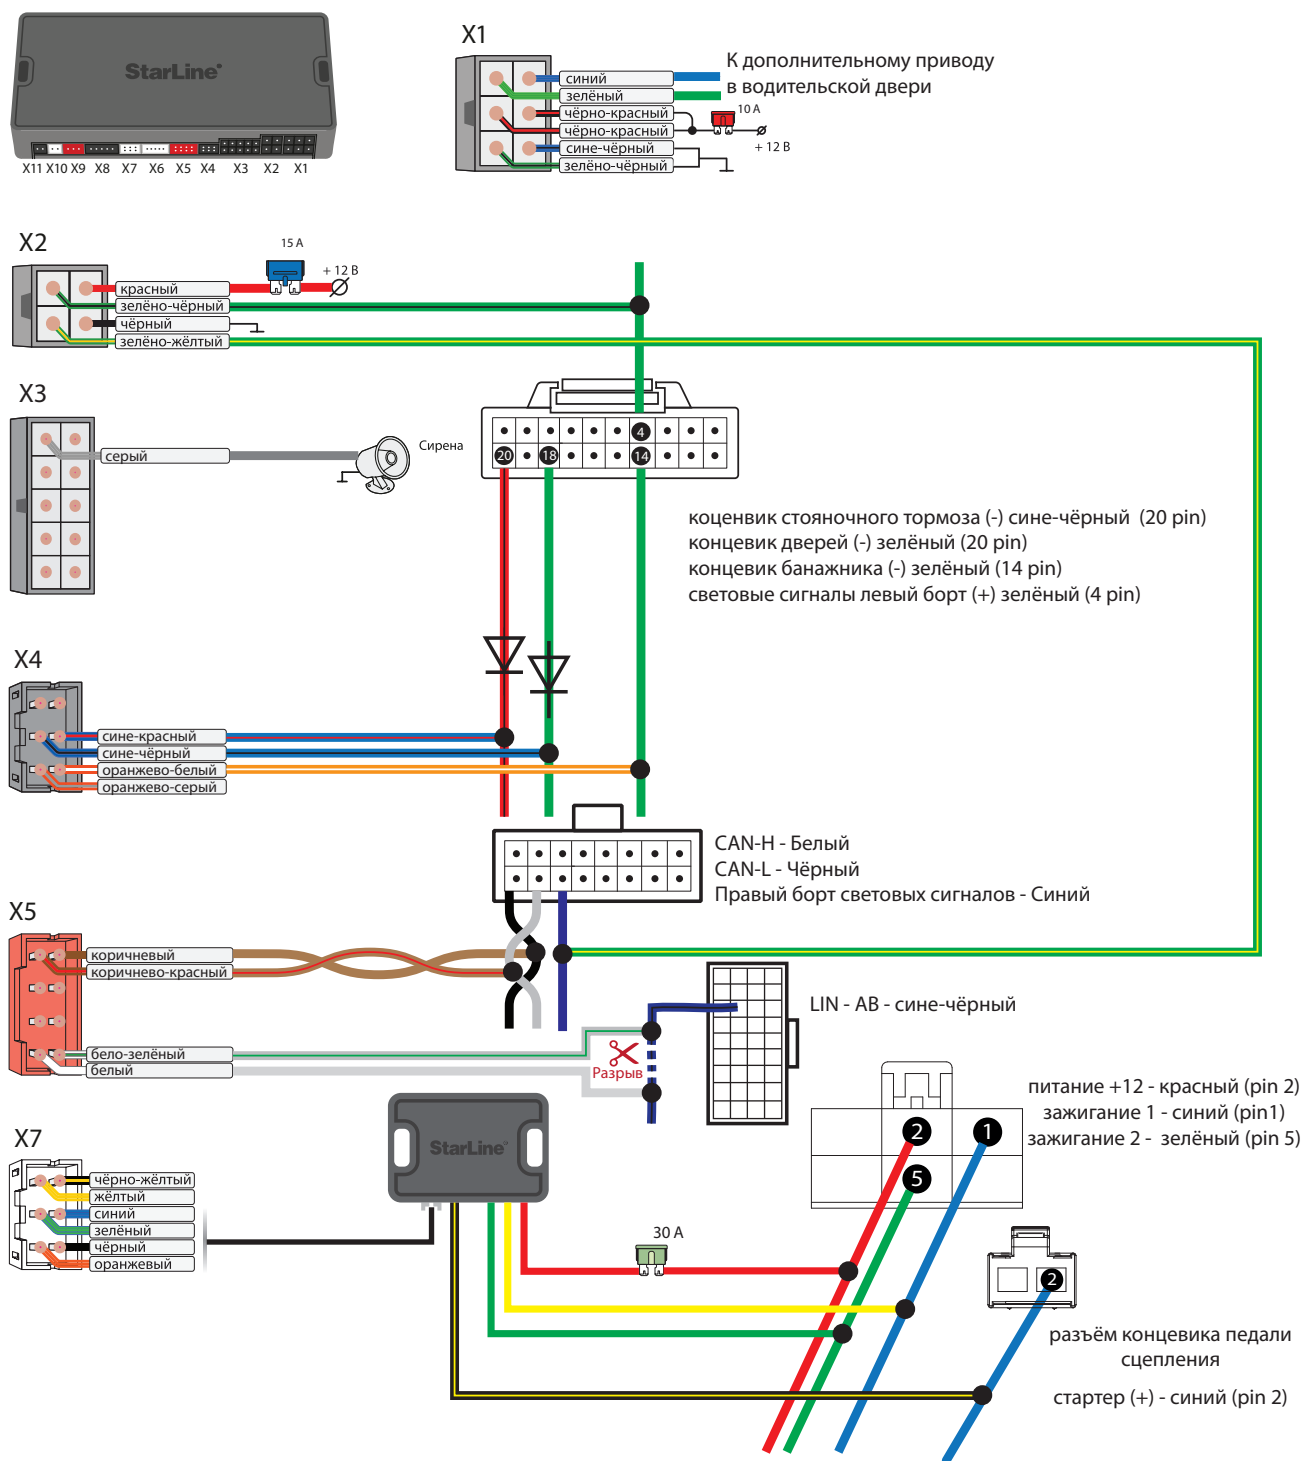 StarLine
X11 X10 X9 X8 X7 X6 X5 X4 X3 X2 X1
X1
синий
зелёный
чёрно-красный
чёрно-красный
сине-чёрный
зелёно-чёрный
К дополнительному приводу
в водительской двери
10 А
+ 12 В
X2
красный
зелёно-чёрный
чёрный
зелёно-жёлтый
15 А
+ 12 В
X3
серый
Сирена
4
20
18
14
коценвик стояночного тормоза (-) сине-чёрный (20 pin)
концевик дверей (-) зелёный (20 pin)
концевик банажника (-) зелёный (14 pin)
световые сигналы левый борт (+) зелёный (4 pin)
X4
сине-красный
сине-чёрный
оранжево-белый
оранжево-серый
CAN-H - Белый
CAN-L - Чёрный
Правый борт световых сигналов - Синий
X5
коричневый
коричнево-красный
бело-зелёный
белый
Разрыв
LIN - AB - сине-чёрный
питание +12 - красный (pin 2)
зажигание 1 - синий (pin1)
зажигание 2 - зелёный (pin 5)
2
1
5
X7
чёрно-жёлтый
жёлтый
синий
зелёный
чёрный
оранжевый
StarLine
30 А
2
разъём концевика педали
сцепления
стартер (+) - синий (pin 2)